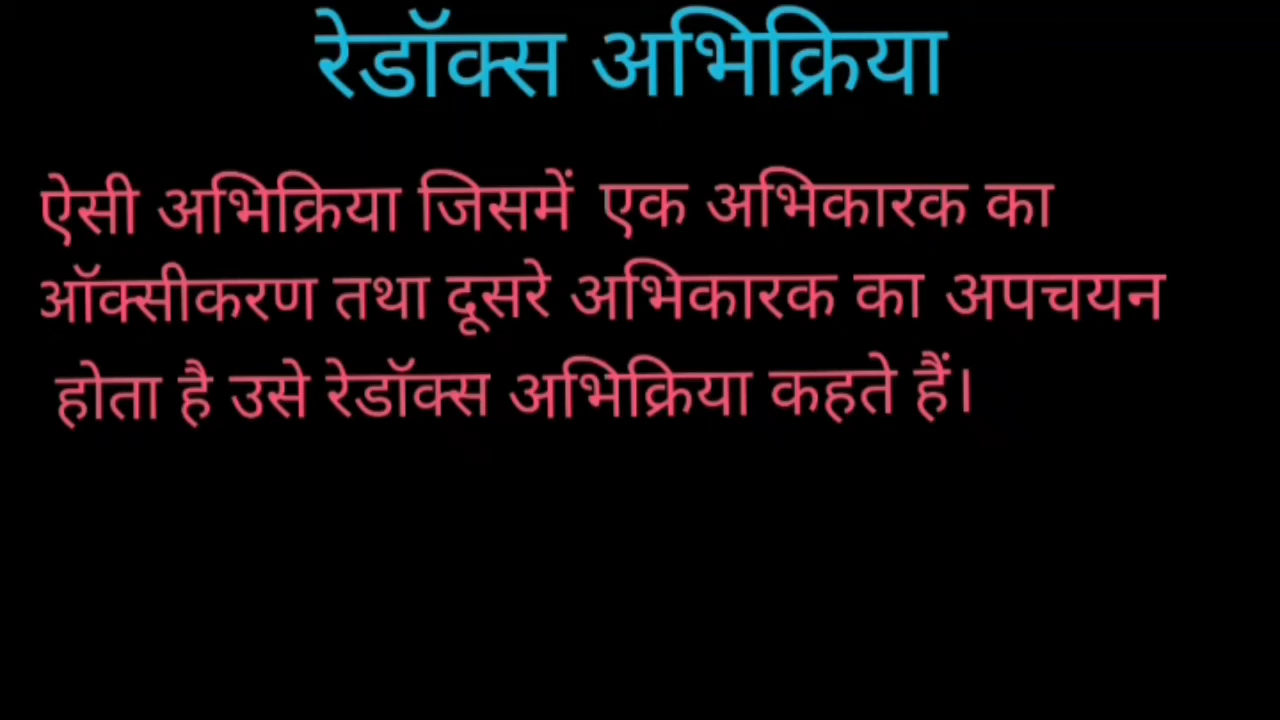 रेडॉक्स अभिक्रिया
ऐसी अभिक्रिया जिसमें एक अभिकारक का
ऑक्सीकरण तथा दूसरे अभिकारक का अपचयन
होता है उसे रेडॉक्स अभिक्रिया कहते हैं।